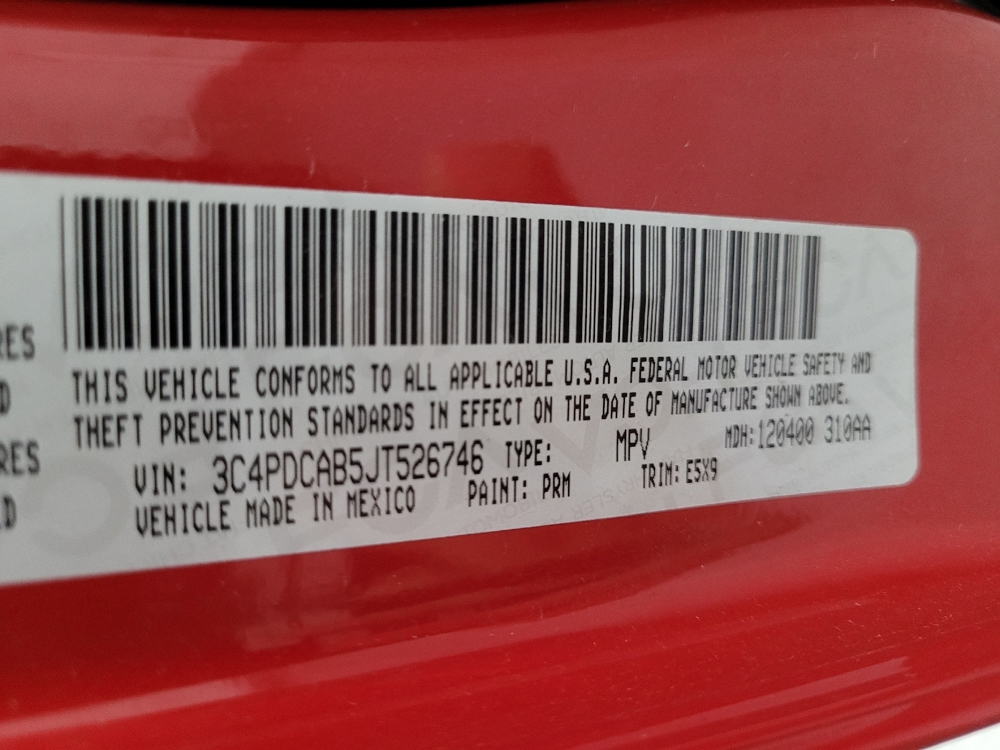 RES
D
RES
D
THIS VEHICLE CONFORMS TO ALL APPLICABLE U.S.A. FEDERAL MOTOR VEHICLE SAFETY AND
THEFT PREVENTION STANDARDS IN EFFECT ON THE DATE OF MANUFACTURE SHOWN ABOVE.
VIN: 3C4PDCAB5JT526746 TYPE: MPV MDH: 120400 310AA
VEHICLE MADE IN MEXICO PAINT: PRM TRIM: E5X9